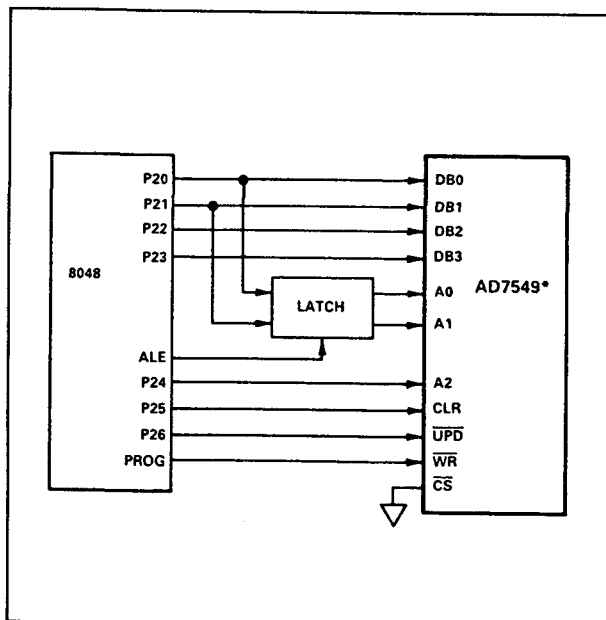 P20
P21
P22
P23
8048
ALE
P24
P25
P26
PROG
LATCH
DB0
DB1
DB2
DB3
A0
A1
AD7549*
A2
CLR
UPD
WR
CS